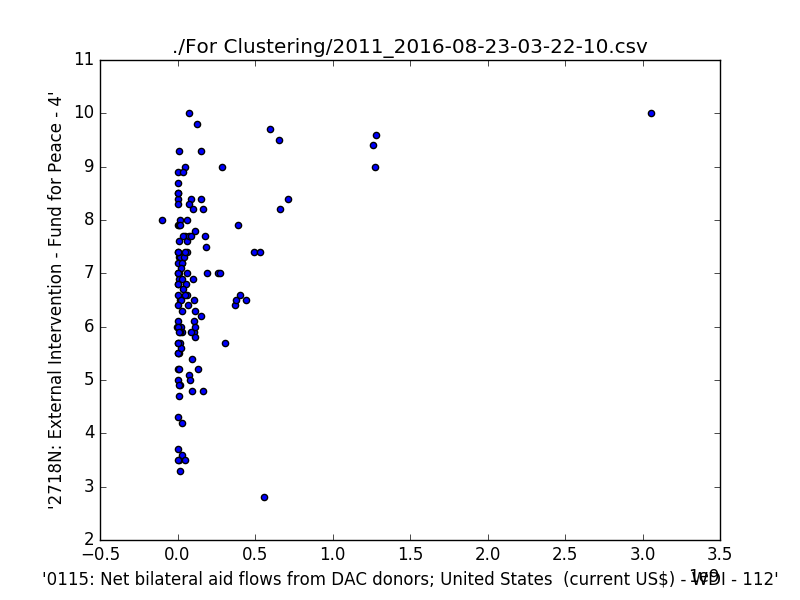 ./For Clustering/2011_2016-08-23-03-22-10.csv
11
10
9
8
7
6
5
4
3
2
'2718N: External Intervention - Fund for Peace - 4'
−0.5 0.0 0.5 1.0 1.5 2.0 2.5 3.0 3.5
1e9
'0115: Net bilateral aid flows from DAC donors; United States  (current US$) - WDI - 112'